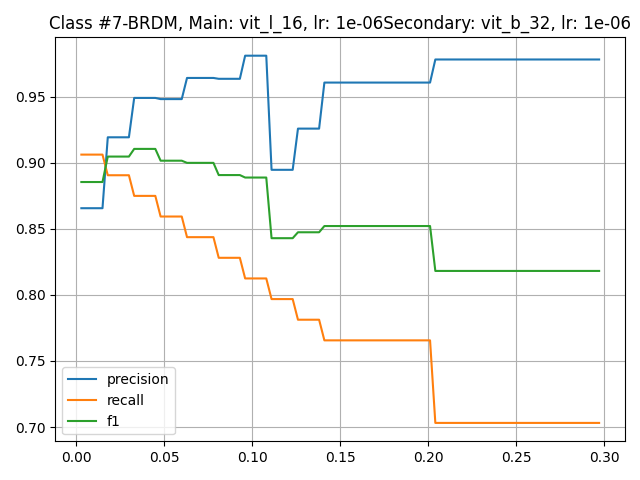 Class #7-BRDM, Main: vit_l_16, lr: 1e-06Secondary: vit_b_32, lr: 1e-06
0.95
0.90
0.85
0.80
0.75
0.70
precision
recall
f1
0.00 0.05 0.10 0.15 0.20 0.25 0.30